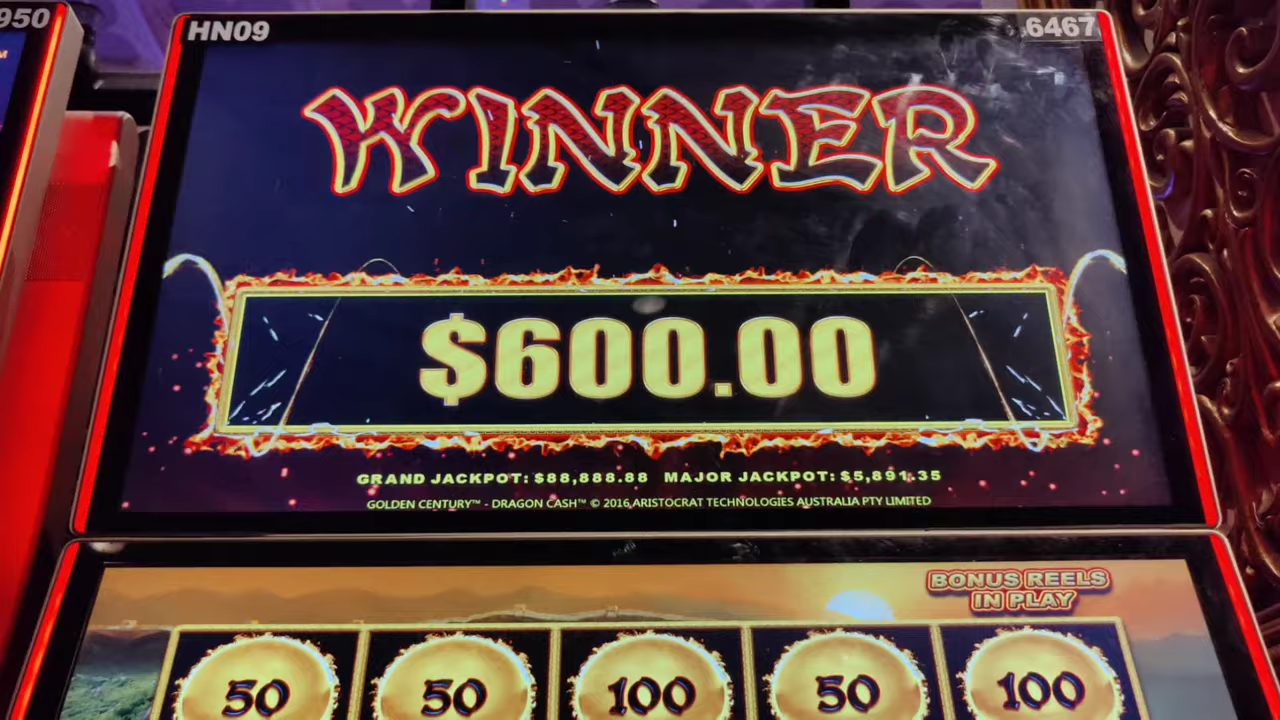 950
HN09
6467
WINNER
$600.00
GRAND JACKPOT: $88,888.88 MAJOR JACKPOT: $5,891.35
GOLDEN CENTURY™ - DRAGON CASH™ © 2016 ARISTOCRAT TECHNOLOGIES AUSTRALIA PTY LIMITED
BONUS REELS
IN PLAY
50 50 100 50 100